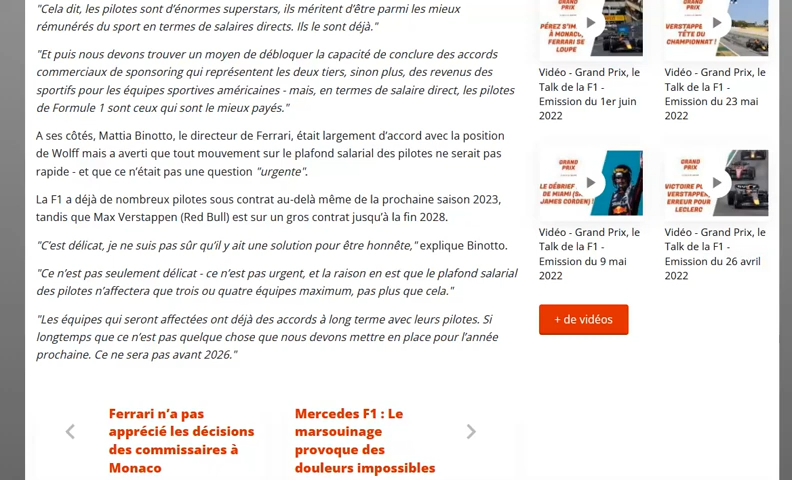 "Cela dit, les pilotes sont d’énormes superstars, ils méritent d’être parmi les mieux
rémunérés du sport en termes de salaires directs. Ils le sont déjà."
"Et puis nous devons trouver un moyen de débloquer la capacité de conclure des accords
commerciaux de sponsoring qui représentent les deux tiers, sinon plus, des revenus des
sportifs pour les équipes sportives américaines - mais, en termes de salaire direct, les pilotes
de Formule 1 sont ceux qui sont le mieux payés."
A ses côtés, Mattia Binotto, le directeur de Ferrari, était largement d’accord avec la position
de Wolff mais a averti que tout mouvement sur le plafond salarial des pilotes ne serait pas
rapide - et que ce n’était pas une question "urgente".
La F1 a déjà de nombreux pilotes sous contrat au-delà même de la prochaine saison 2023,
tandis que Max Verstappen (Red Bull) est sur un gros contrat jusqu’à la fin 2028.
"C’est délicat, je ne suis pas sûr qu’il y ait une solution pour être honnête," explique Binotto.
"Ce n’est pas seulement délicat - ce n’est pas urgent, et la raison en est que le plafond salarial
des pilotes n’affectera que trois ou quatre équipes maximum, pas plus que cela."
"Les équipes qui seront affectées ont déjà des accords à long terme avec leurs pilotes. Si
longtemps que ce n’est pas quelque chose que nous devons mettre en place pour l’année
prochaine. Ce ne sera pas avant 2026."
Ferrari n’a pas
apprécié les décisions
des commissaires à
Monaco
Mercedes F1 : Le
marsouinage
provoque des
douleurs impossibles
GRAND
PRIX
PÉREZ S'IM
À MONACO,
FERRARI SE
LOUPE
Vidéo - Grand Prix, le
Talk de la F1 -
Emission du 1er juin
2022
GRAND
PRIX
VERSTAPPE
TÊTE DU
CHAMPIONNAT !
Vidéo - Grand Prix, le
Talk de la F1 -
Emission du 23 mai
2022
GRAND
PRIX
LE DÉBRIEF
DE MIAMI (S
JAMES CORDEN) !
Vidéo - Grand Prix, le
Talk de la F1 -
Emission du 9 mai
2022
GRAND
PRIX
VICTOIRE
VERSTAPPEN,
ERREUR POUR
LECLERC
Vidéo - Grand Prix, le
Talk de la F1 -
Emission du 26 avril
2022
+ de vidéos